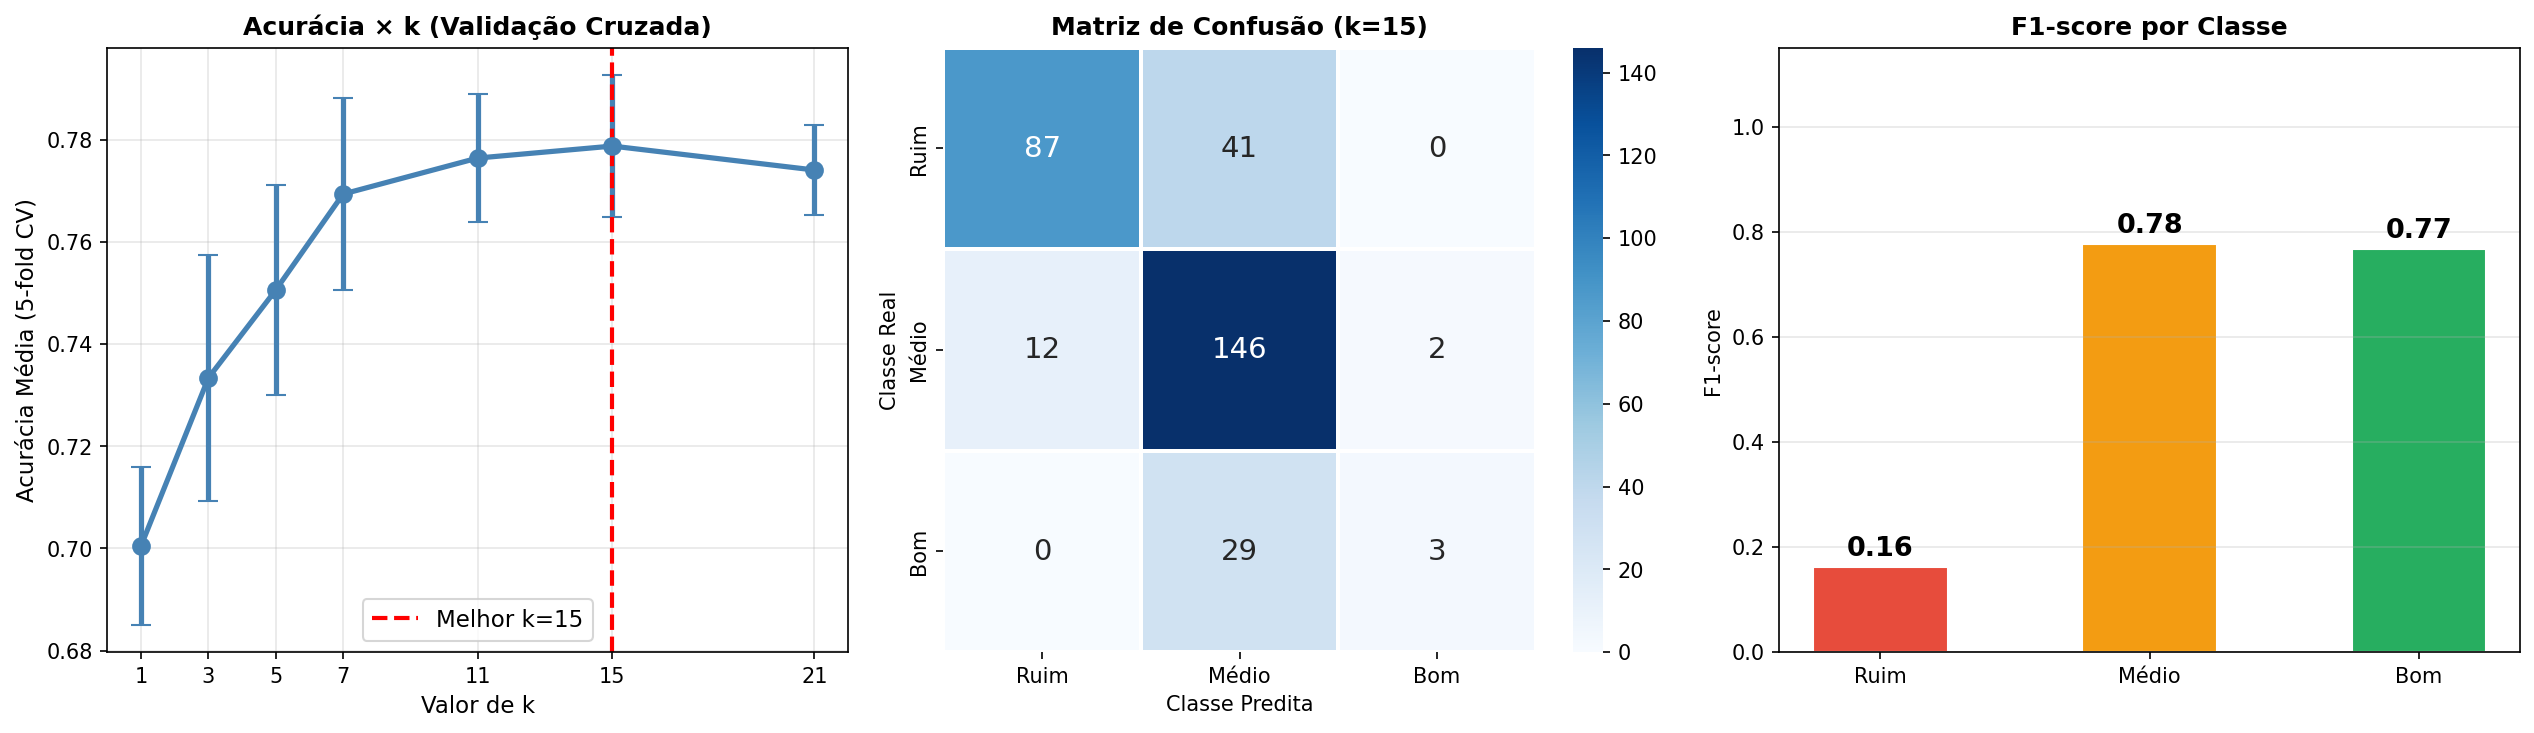 Acurácia × k (Validação Cruzada)
Acurácia Média (5-fold CV)
0.78
0.76
0.74
0.72
0.70
0.68
1 3 5 7 11 15 21
Valor de k
Melhor k=15
Matriz de Confusão (k=15)
Classe Real
Ruim
Médio
Bom
87 41 0
12 146 2
0 29 3
Ruim Médio Bom
Classe Predita
140
120
100
80
60
40
20
0
F1-score por Classe
F1-score
1.0
0.8
0.6
0.4
0.2
0.0
0.16
0.78
0.77
Ruim Médio Bom